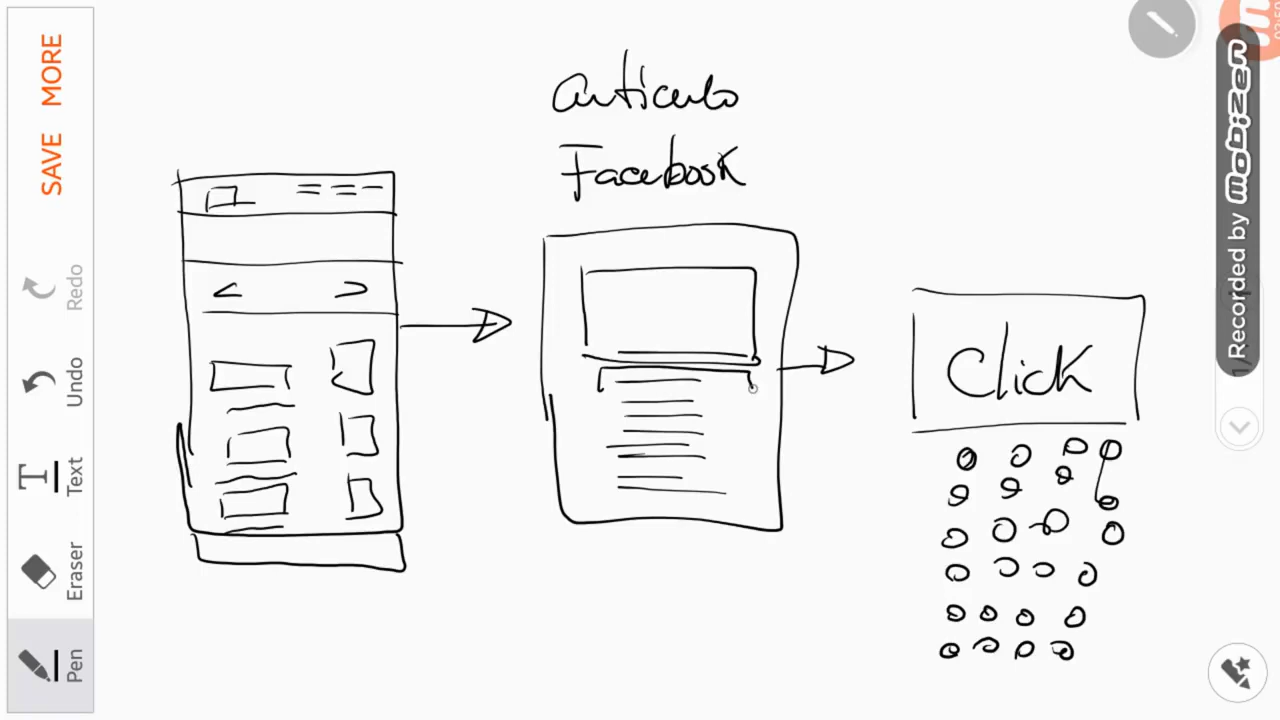 MORE
SAVE
Redo
Undo
Text
Eraser
Pen
articulo
Facebook
Click
Recorded by mobizen